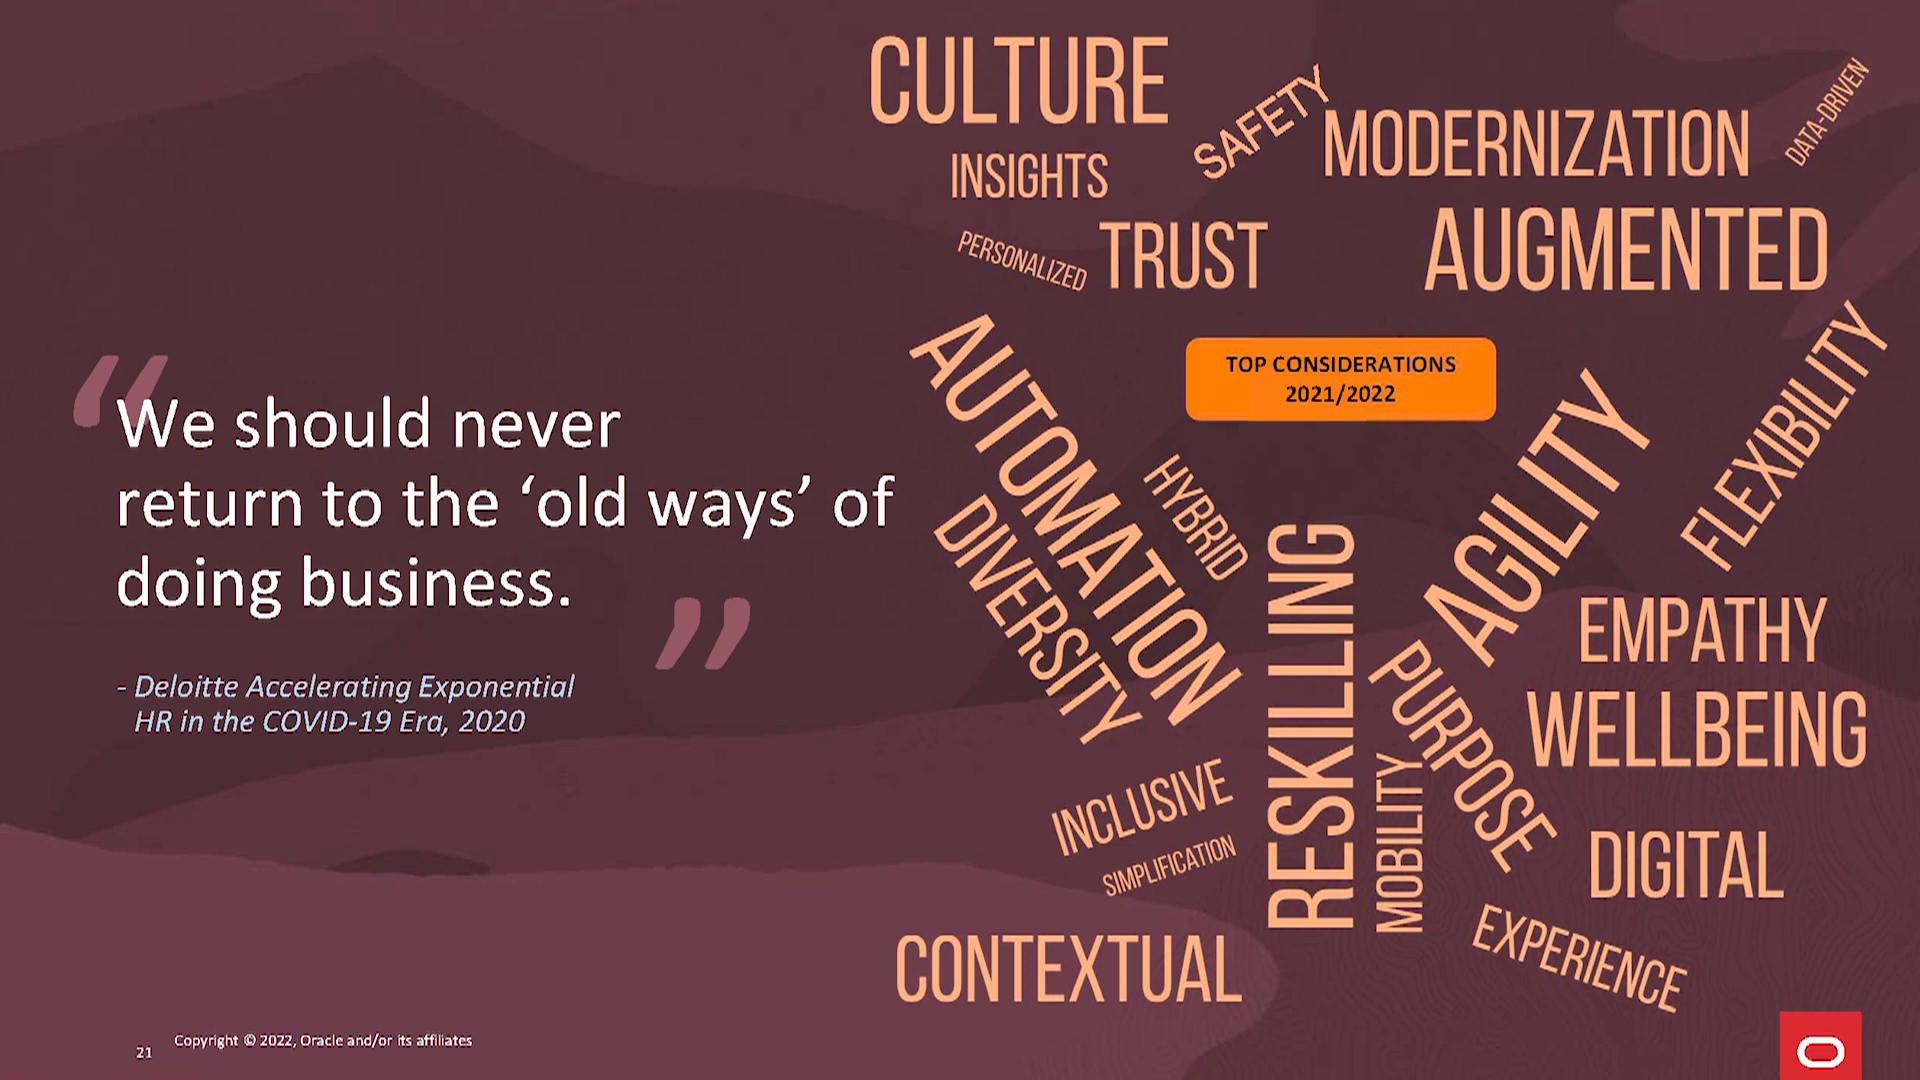 “We should never
return to the ‘old ways’ of
doing business.”
- Deloitte Accelerating Exponential
HR in the COVID-19 Era, 2020
CULTURE
SAFETY
MODERNIZATION
DATA-DRIVEN
INSIGHTS
PERSONALIZED
TRUST
AUGMENTED
TOP CONSIDERATIONS
2021/2022
AUTOMATION
HYBRID
DIVERSITY
AGILITY
FLEXIBILITY
RESKILLING
EMPATHY
PURPOSE
WELLBEING
INCLUSIVE
MOBILITY
SIMPLIFICATION
DIGITAL
CONTEXTUAL
EXPERIENCE
21
Copyright © 2022, Oracle and/or its affiliates